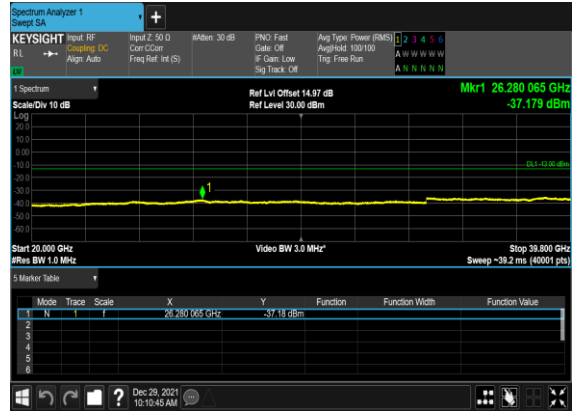 Spectrum Analyzer 1
Swept SA
+
KEYSIGHT Input: RF Input Z: 50 Ω #Atten: 30 dB PNO: Fast Avg Type: Power (RMS) 1 2 3 4 5 6
RL Coupling: DC Corr CCorr Gate: Off Avg|Hold: 100/100 A W W W W W
Align: Auto Freq Ref: Int (S) IF Gain: Low Trig: Free Run
LW Sig Track: Off A N N N N N
1 Spectrum Ref Lvl Offset 14.97 dB Mkr1 26.280 065 GHz
Scale/Div 10 dB Ref Level 30.00 dBm -37.179 dBm
Log
20.0
10.0
0.00
-10.0 DL1 -13.00 dBm
-20.0
-30.0 1
-40.0
-50.0
-60.0
Start 20.000 GHz Video BW 3.0 MHz* Stop 39.800 GHz
#Res BW 1.0 MHz Sweep ~39.2 ms (40001 pts)
5 Marker Table
Mode Trace Scale X Y Function Function Width Function Value
1 N 1 f 26.280 065 GHz -37.18 dBm
2
3
4
5
6
? Dec 29, 2021
10:10:45 AM